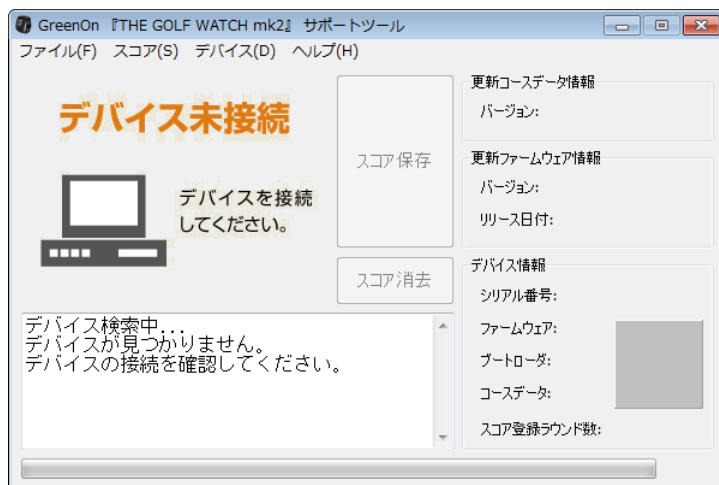 GreenOn 『THE GOLF WATCH mk2』 サポートツール
ファイル(F) スコア(S) デバイス(D) ヘルプ(H)
デバイス未接続
デバイスを接続
してください。
スコア保存
スコア消去
デバイス検索中...
デバイスが見つかりません。
デバイスの接続を確認してください。
更新コースデータ情報
バージョン:
更新ファームウェア情報
バージョン:
リリース日付:
デバイス情報
シリアル番号:
ファームウェア:
ブートローダ:
コースデータ:
スコア登録ラウンド数: